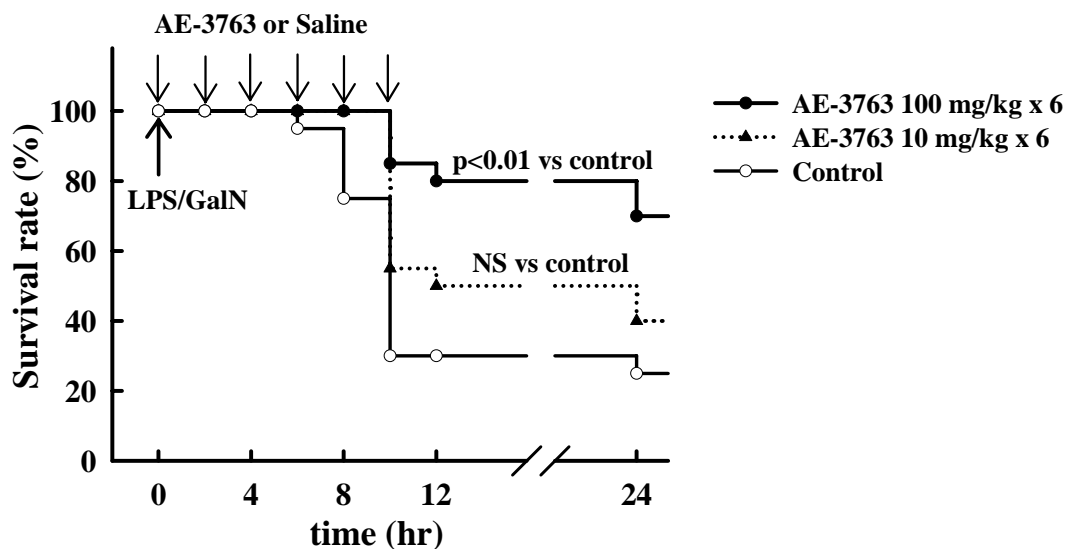 AE-3763 or Saline
100
80
60
40
20
0
Survival rate (%)
LPS/GalN
p<0.01 vs control
NS vs control
AE-3763 100 mg/kg x 6
AE-3763 10 mg/kg x 6
Control
0
4
8
12
24
time (hr)